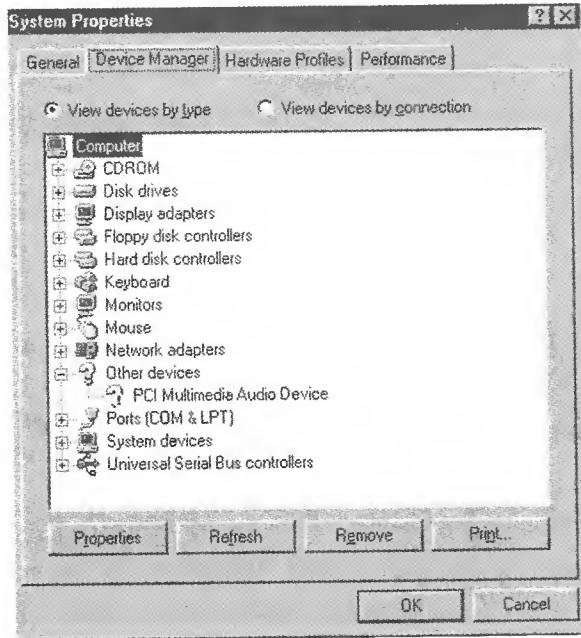 System Properties
General Device Manager Hardware Profiles Performance
View devices by type View devices by connection
Computer
CDROM
Disk drives
Display adapters
Floppy disk controllers
Hard disk controllers
Keyboard
Monitors
Mouse
Network adapters
Other devices
PCI Multimedia Audio Device
Ports (COM & LPT)
System devices
Universal Serial Bus controllers
Properties Refresh Remove Print...
OK Cancel